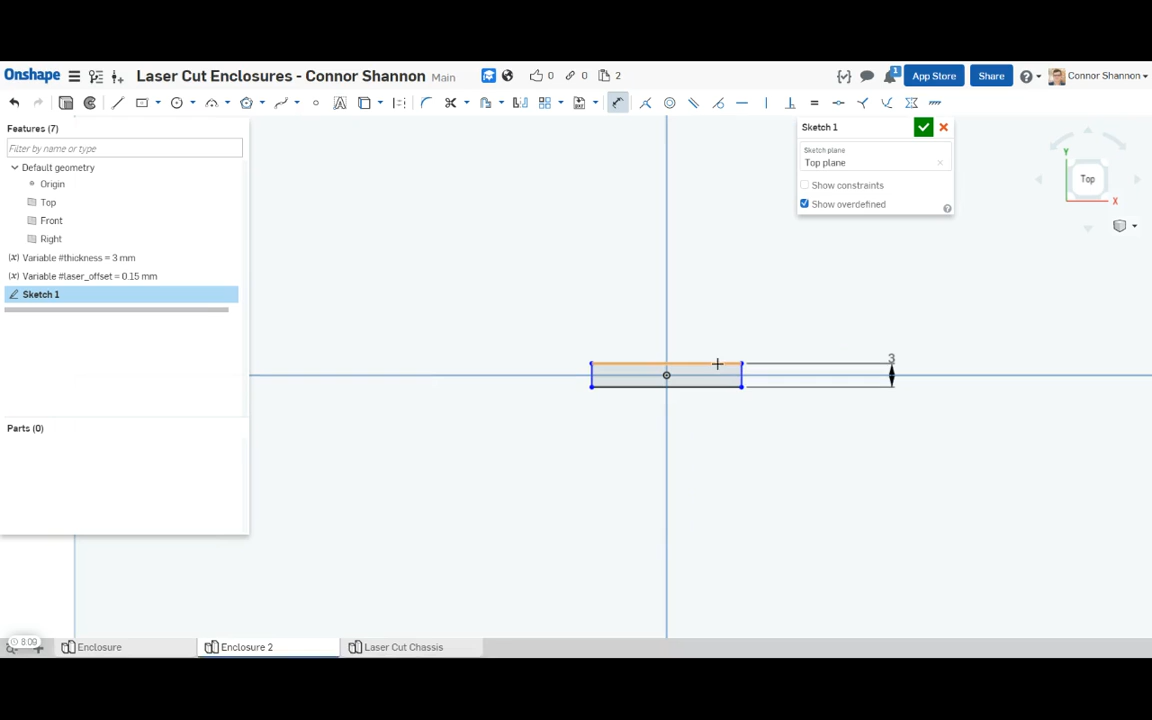 Onshape
Laser Cut Enclosures - Connor Shannon Main
0
0
2
1
App Store
Share
Connor Shannon
Features (7)
Filter by name or type
Default geometry
Origin
Top
Front
Right
(x) Variable #thickness = 3 mm
(x) Variable #laser_offset = 0.15 mm
Sketch 1
Parts (0)
Sketch 1
Sketch plane
Top plane
Show constraints
Show overdefined
Y
Top
X
3
8:09
Enclosure
Enclosure 2
Laser Cut Chassis